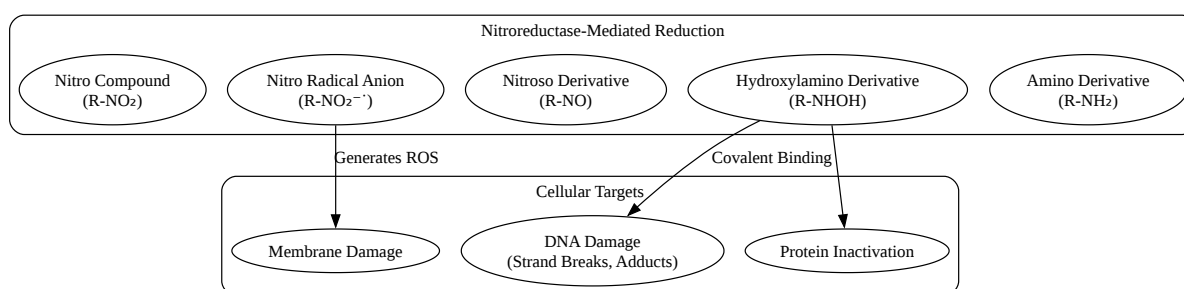 Nitroreductase-Mediated Reduction
Nitro Compound
(R-NO₂)
Nitro Radical Anion
(R-NO₂⁻˙)
Nitroso Derivative
(R-NO)
Hydroxylamino Derivative
(R-NHOH)
Amino Derivative
(R-NH₂)
Generates ROS
Covalent Binding
Cellular Targets
Membrane Damage
DNA Damage
(Strand Breaks, Adducts)
Protein Inactivation